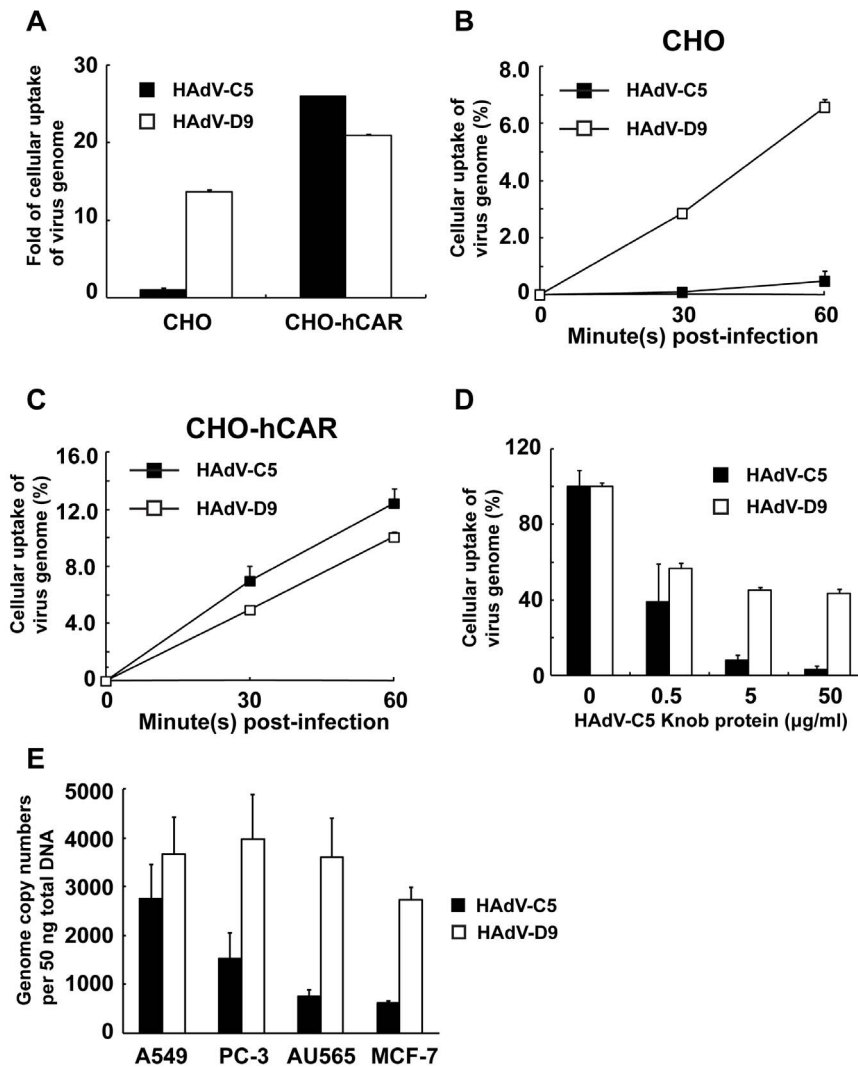 A
Fold of cellular uptake
of virus genome
30
20
10
0
HAdV-C5
HAdV-D9
CHO
CHO-hCAR
B
CHO
Cellular uptake of
virus genome (%)
8.0
6.0
4.0
2.0
0
HAdV-C5
HAdV-D9
0
30
60
Minute(s) post-infection
C
CHO-hCAR
Cellular uptake of
virus genome (%)
16.0
12.0
8.0
4.0
0
HAdV-C5
HAdV-D9
0
30
60
Minute(s) post-infection
D
Cellular uptake of
virus genome (%)
120
80
40
0
HAdV-C5
HAdV-D9
0
0.5
5
50
HAdV-C5 Knob protein (µg/ml)
E
Genome copy numbers
per 50 ng total DNA
5000
4000
3000
2000
1000
0
HAdV-C5
HAdV-D9
A549
PC-3
AU565
MCF-7